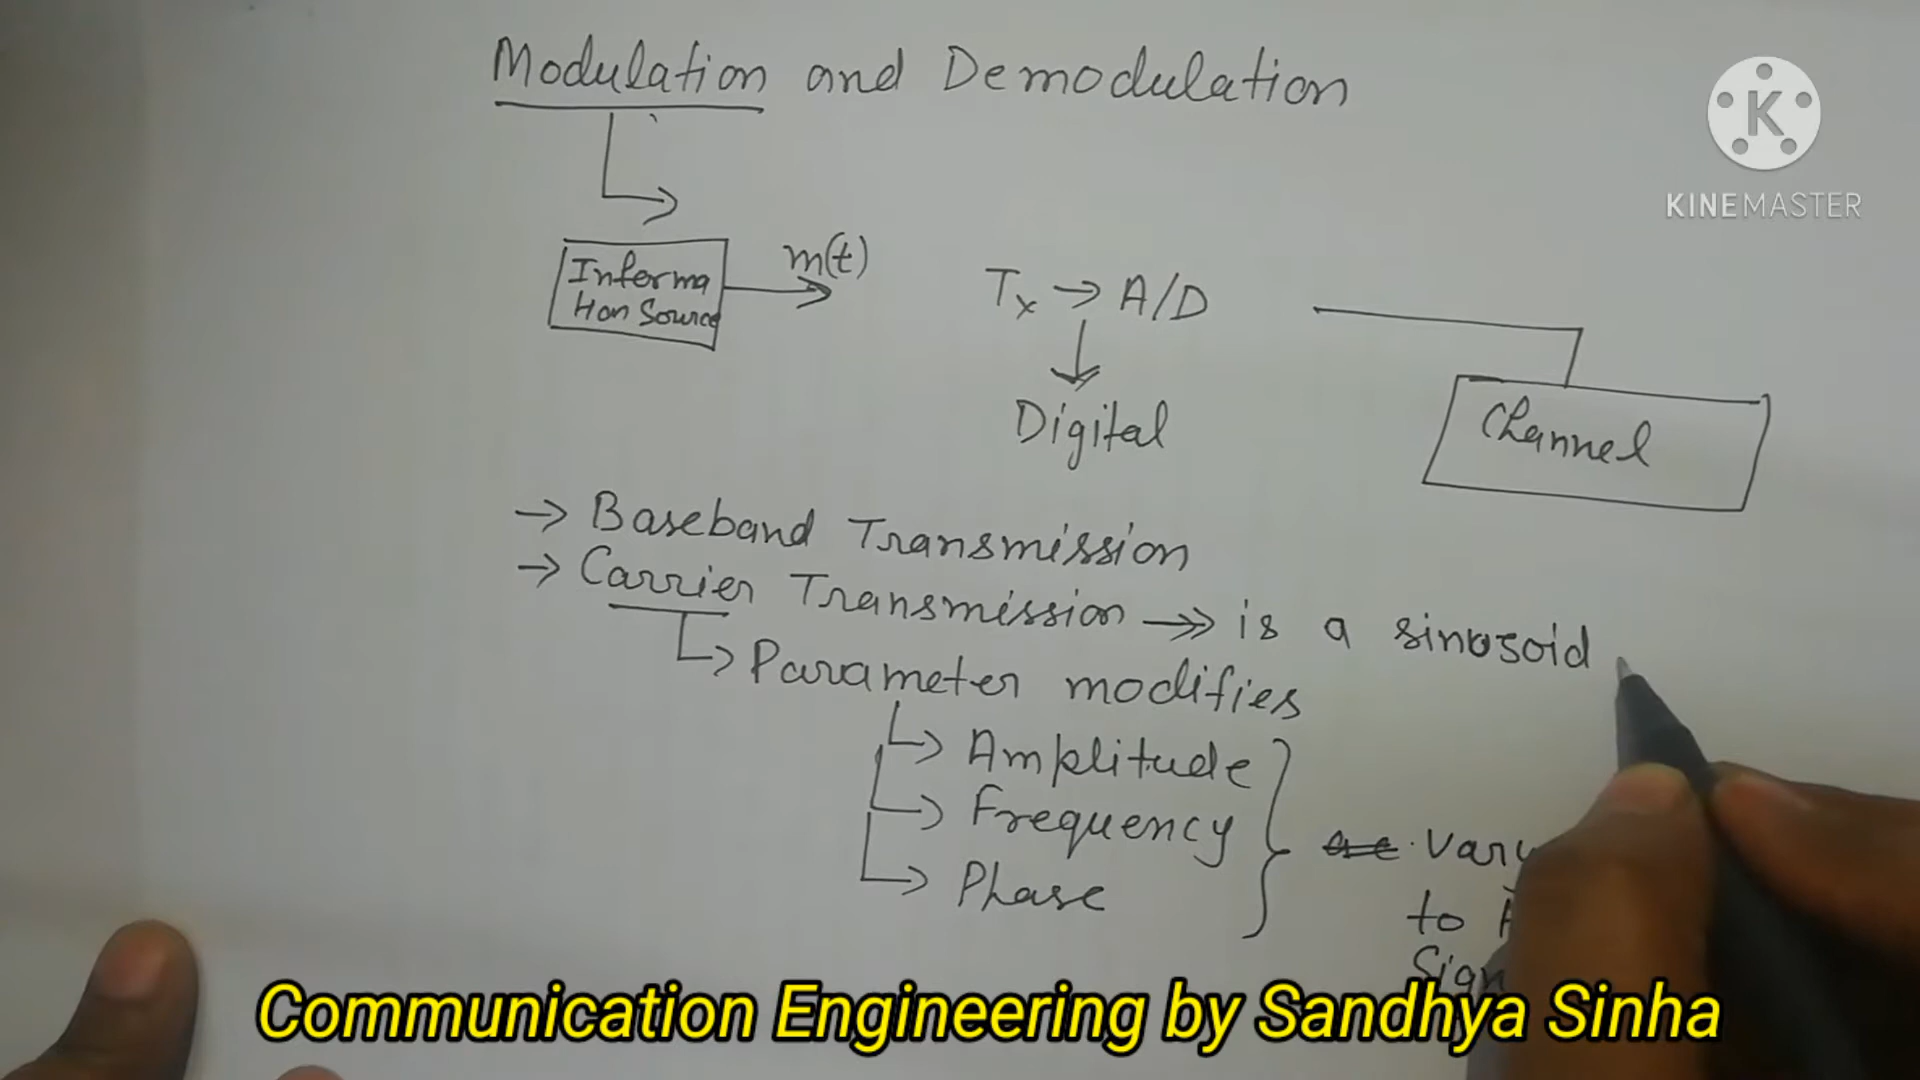 Modulation and Demodulation
K
KINEMASTER
Informa
tion Source
m(t)
Tx → A/D
Digital
Channel
→ Baseband Transmission
→ Carrier Transmission →> is a sinusoid
Parameter modifies
Amplitude
Frequency
Phase
to
Communication Engineering by Sandhya Sinha